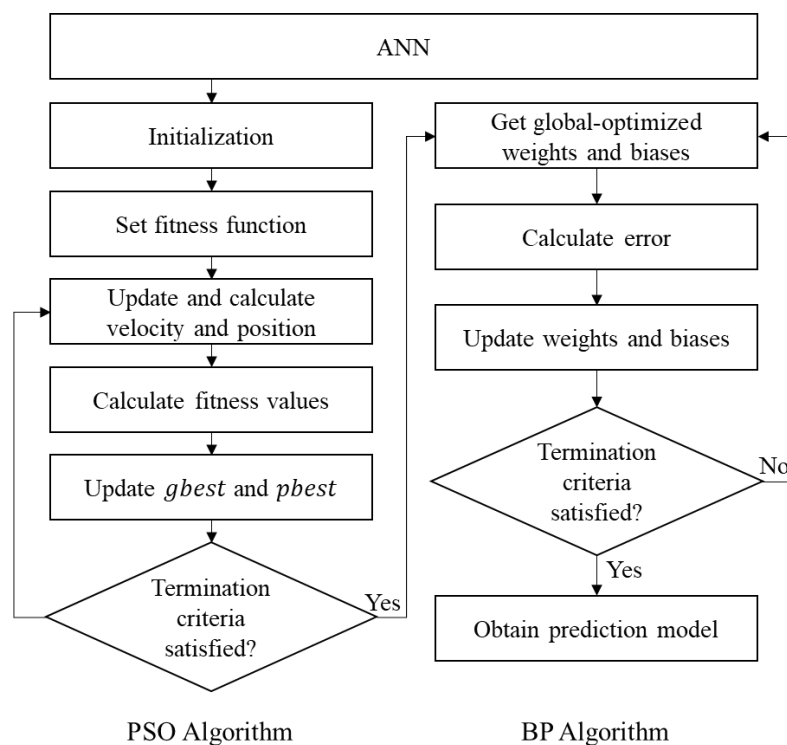 ANN
Initialization
Set fitness function
Update and calculate
velocity and position
Calculate fitness values
Update gbest and pbest
Termination
criteria
satisfied?
Yes
PSO Algorithm
Get global-optimized
weights and biases
Calculate error
Update weights and biases
Termination
criteria
satisfied?
No
Yes
Obtain prediction model
BP Algorithm